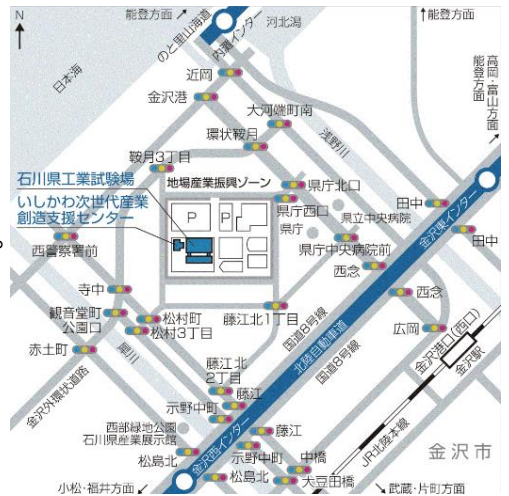 N
能登方面
能登方面
のと里山海道
内灘インター
河北潟
日本海
近岡
高岡・富山方面
能登方面
金沢港
大河端町南
浅野川
環状鞍月
鞍月3丁目
石川県工業試験場
地場産業振興ゾーン
いしかわ次世代産業
創造支援センター
P
P
県庁北口
県庁西口
県庁
県立中央病院
県庁中央病院前
田中
金沢東インター
田中
西警察署前
西念
西念
寺中
観音堂町
公園口
松村町
松村3丁目
藤江北1丁目
国道8号線
北陸自動車道
国道8号線
広岡
金沢港口(西口)
金沢駅
赤土町
犀川
金沢外環状道路
藤江北
2丁目
藤江
示野中町
西部緑地公園
石川県産業展示館
金沢西インター
藤江
示野中町
中橋
JR北陸本線
金沢市
松島北
松島北
大豆田橋
小松・福井方面
武蔵・片町方面